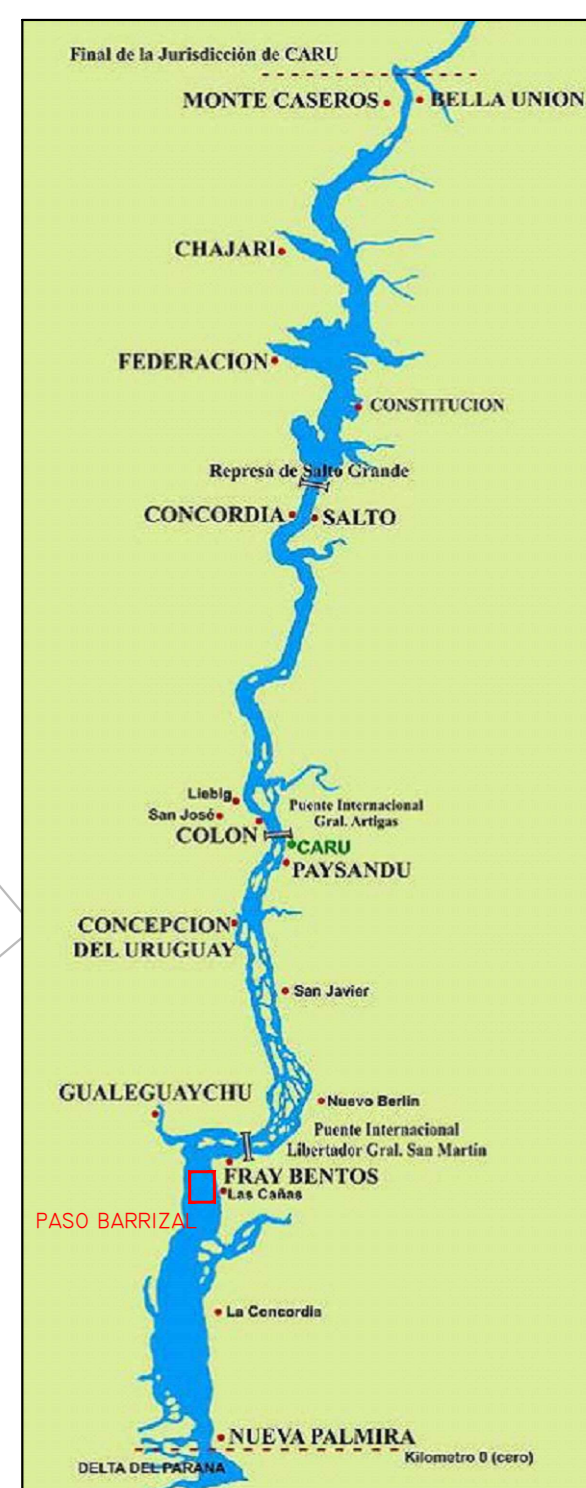 Final de la Jurisdicción de CARU
MONTE CASEROS
BELLA UNION
CHAJARI
FEDERACION
CONSTITUCION
Represa de Salto Grande
CONCORDIA
SALTO
Liebig
San José
COLON
Puente Internacional
Gral. Artigas
CARU
PAYSANDU
CONCEPCION
DEL URUGUAY
San Javier
GUALEGUAYCHU
Nuevo Berlin
Puente Internacional
Libertador Gral. San Martín
FRAY BENTOS
Las Cañas
PASO BARRIZAL
La Concordia
NUEVA PALMIRA
Kilometro 0 (cero)
DELTA DEL PARANA